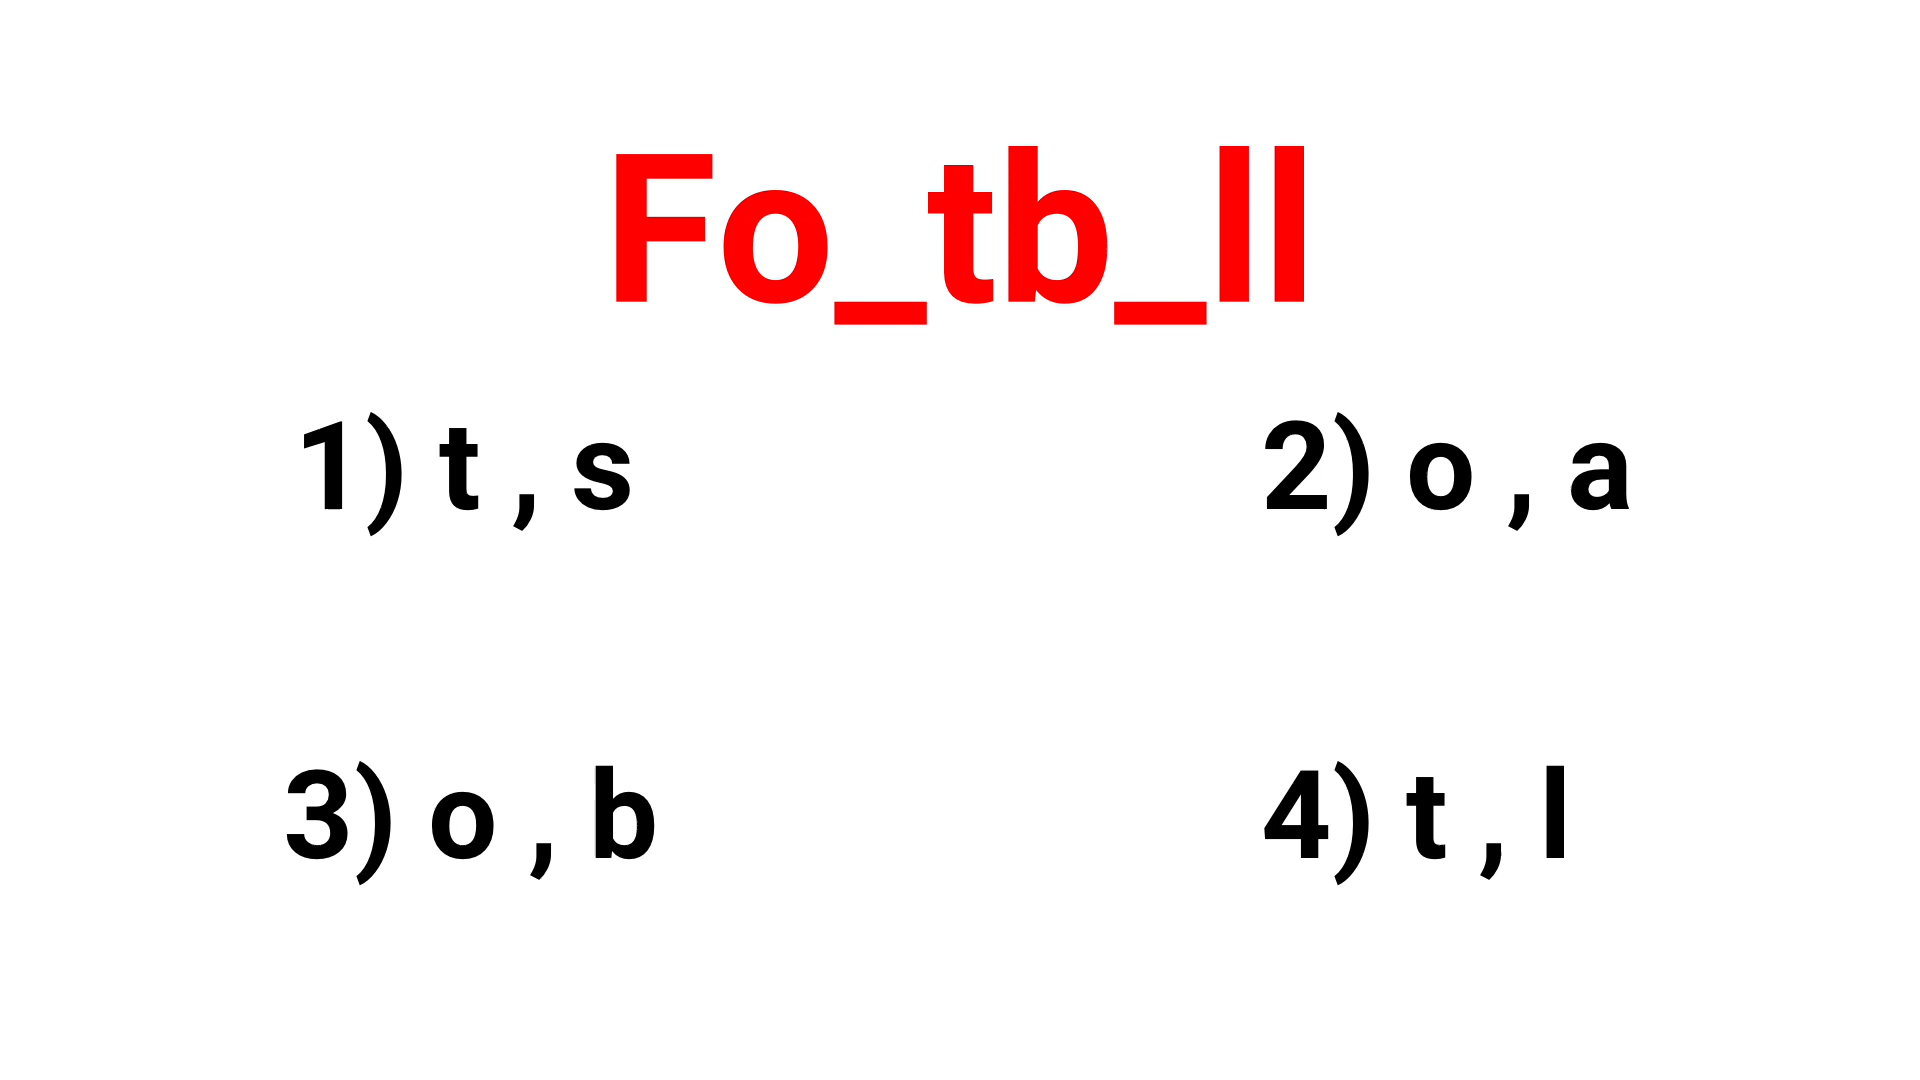 Fo_tb_ll
1) t , s
2) o , a
3) o , b
4) t , l